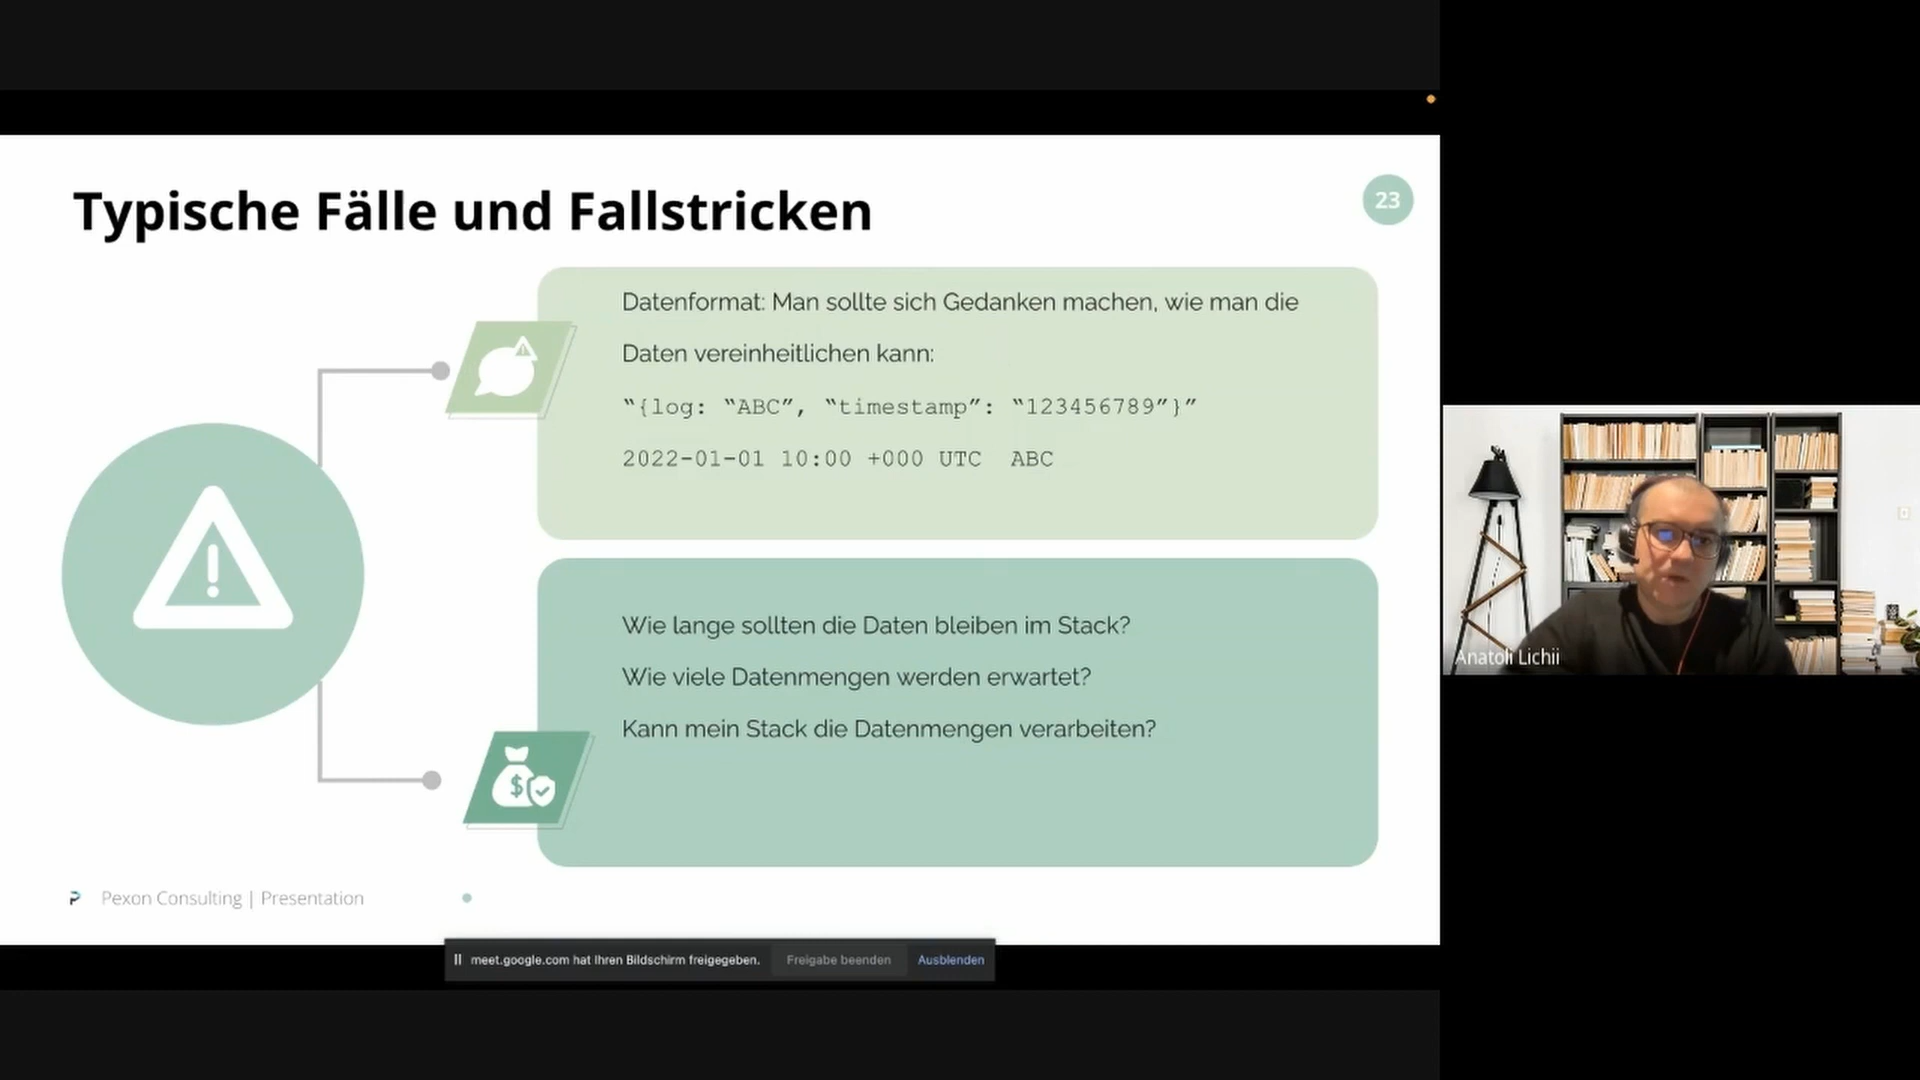 Typische Fälle und Fallstricken
23
Datenformat: Man sollte sich Gedanken machen, wie man die
Daten vereinheitlichen kann:
“{log: “ABC”, “timestamp”: “123456789”}”
2022-01-01 10:00 +000 UTC  ABC
Wie lange sollten die Daten bleiben im Stack?
Wie viele Datenmengen werden erwartet?
Kann mein Stack die Datenmengen verarbeiten?
$
Pexon Consulting | Presentation
meet.google.com hat Ihren Bildschirm freigegeben. Freigabe beenden Ausblenden
Anatoli Lichii